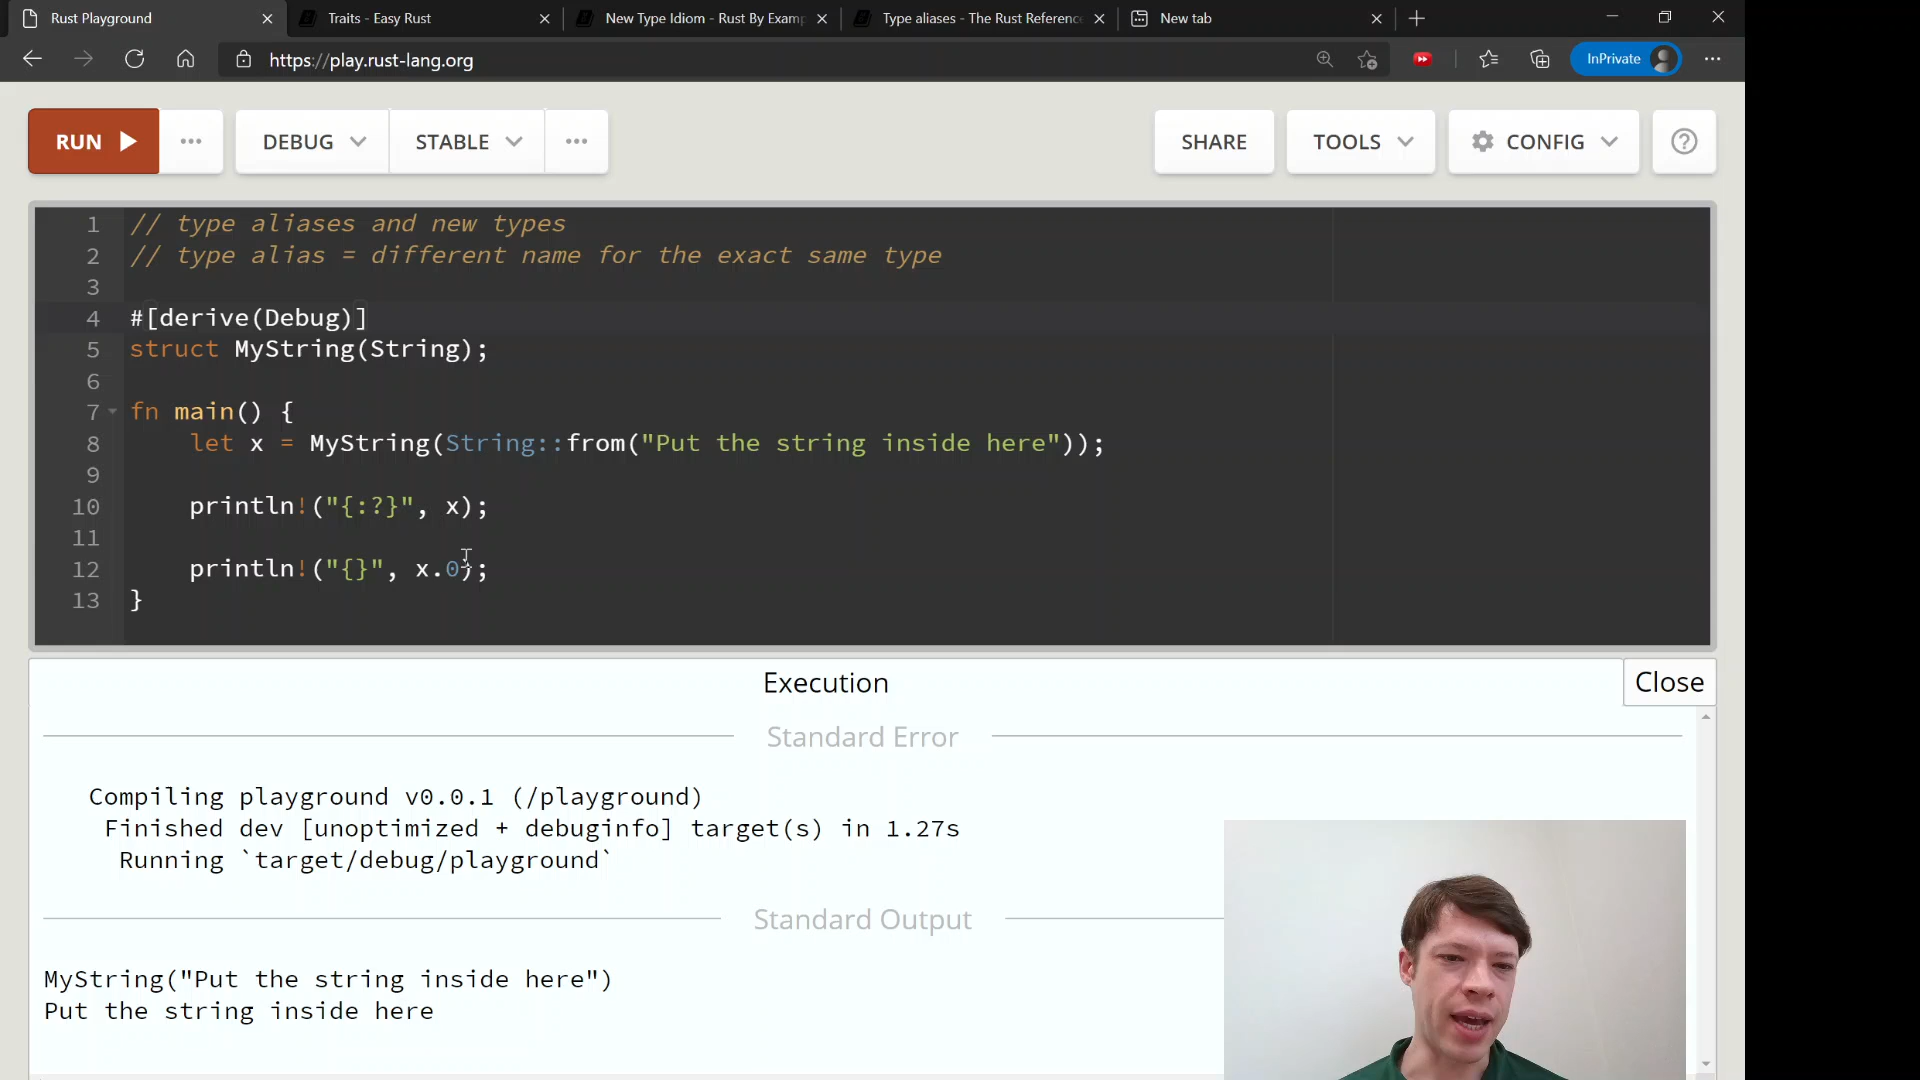 Rust Playground
Traits - Easy Rust
New Type Idiom - Rust By Examp
Type aliases - The Rust Reference
New tab
https://play.rust-lang.org
InPrivate
RUN
DEBUG
STABLE
SHARE
TOOLS
CONFIG
1 // type aliases and new types
2 // type alias = different name for the exact same type
3
4 #[derive(Debug)]
5 struct MyString(String);
6
7 fn main() {
8     let x = MyString(String::from("Put the string inside here"));
9
10     println!("{:?}", x);
11
12     println!("{}", x.0);
13 }
Execution
Close
Standard Error
Compiling playground v0.0.1 (/playground)
Finished dev [unoptimized + debuginfo] target(s) in 1.27s
Running `target/debug/playground`
Standard Output
MyString("Put the string inside here")
Put the string inside here